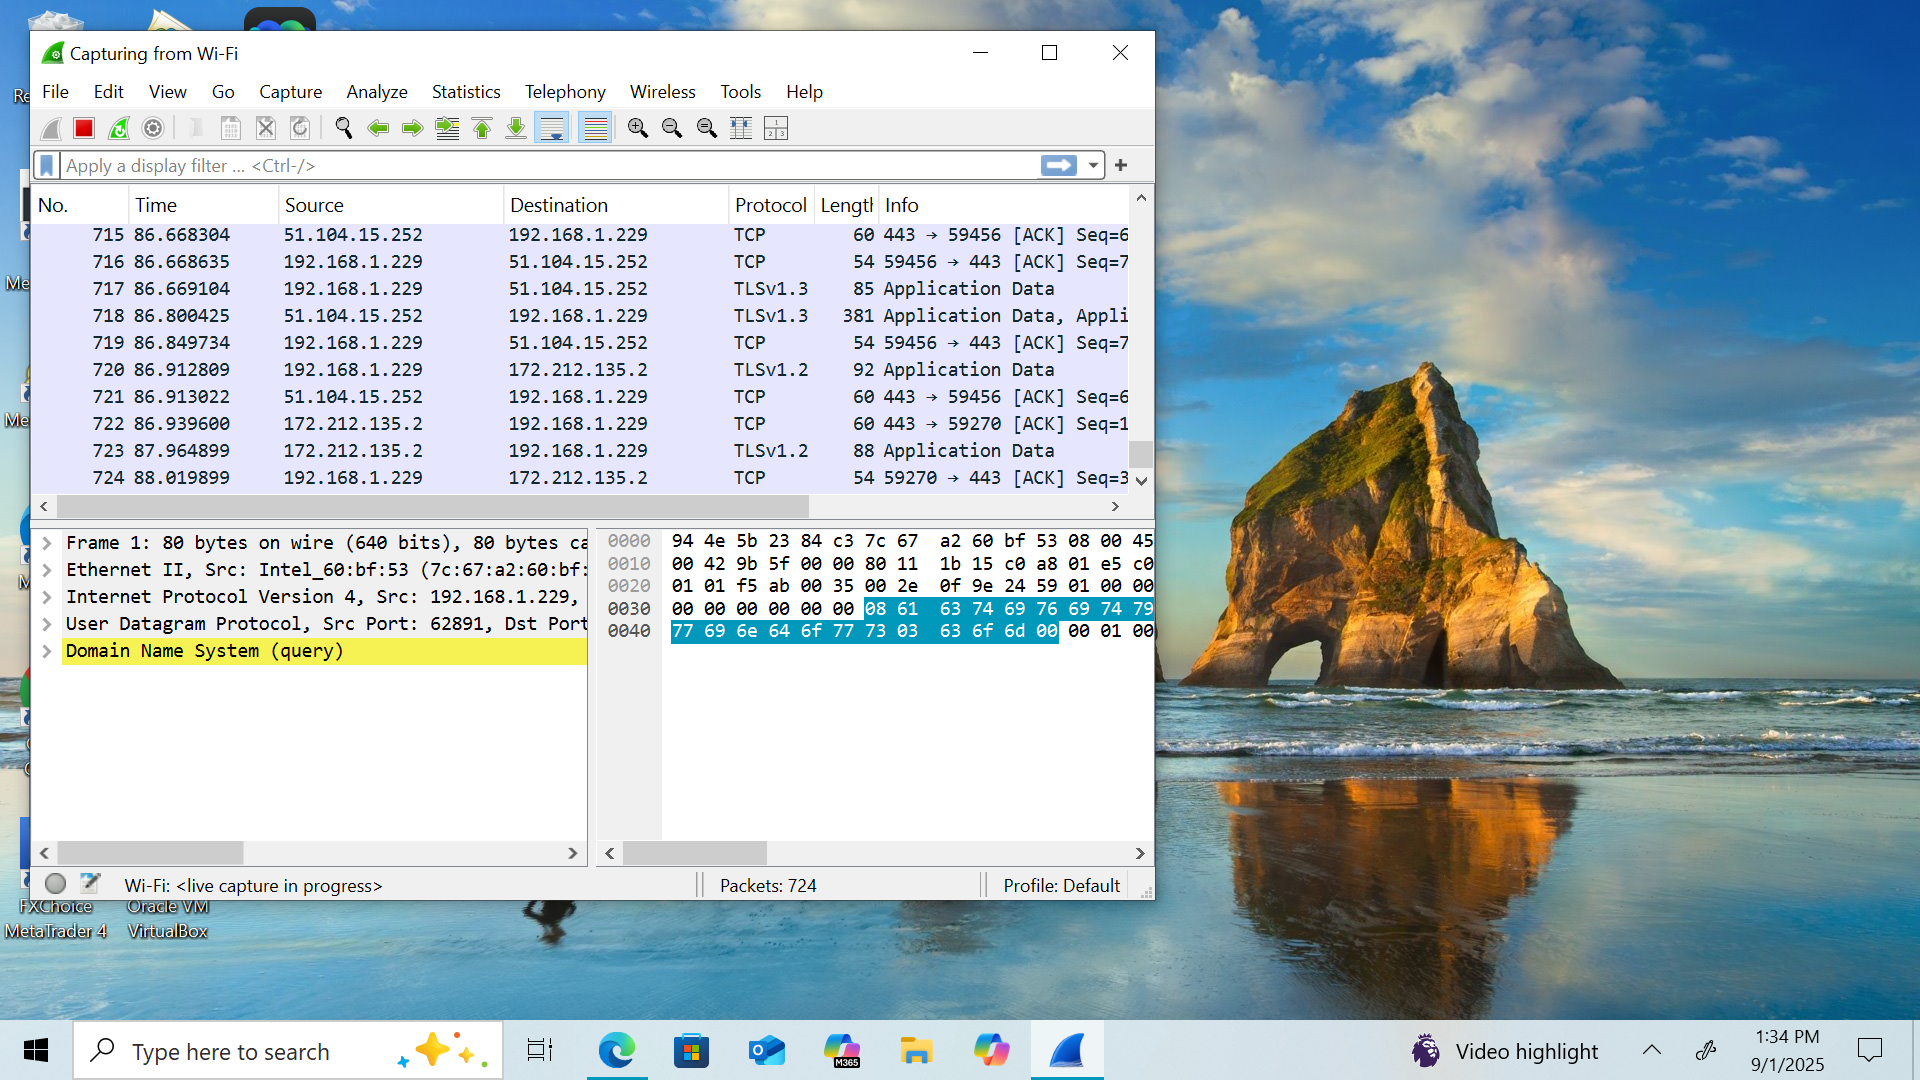 Capturing from Wi-Fi
File Edit View Go Capture Analyze Statistics Telephony Wireless Tools Help
Apply a display filter ... <Ctrl-/>
No. Time Source Destination Protocol Length Info
715 86.668304 51.104.15.252 192.168.1.229 TCP 60 443 → 59456 [ACK] Seq=6
716 86.668635 192.168.1.229 51.104.15.252 TCP 54 59456 → 443 [ACK] Seq=7
717 86.669104 192.168.1.229 51.104.15.252 TLSv1.3 85 Application Data
718 86.800425 51.104.15.252 192.168.1.229 TLSv1.3 381 Application Data, Appli
719 86.849734 192.168.1.229 51.104.15.252 TCP 54 59456 → 443 [ACK] Seq=7
720 86.912809 192.168.1.229 172.212.135.2 TLSv1.2 92 Application Data
721 86.913022 51.104.15.252 192.168.1.229 TCP 60 443 → 59456 [ACK] Seq=6
722 86.939600 172.212.135.2 192.168.1.229 TCP 60 443 → 59270 [ACK] Seq=1
723 87.964899 172.212.135.2 192.168.1.229 TLSv1.2 88 Application Data
724 88.019899 192.168.1.229 172.212.135.2 TCP 54 59270 → 443 [ACK] Seq=3
Frame 1: 80 bytes on wire (640 bits), 80 bytes ca
Ethernet II, Src: Intel_60:bf:53 (7c:67:a2:60:bf:
Internet Protocol Version 4, Src: 192.168.1.229,
User Datagram Protocol, Src Port: 62891, Dst Port
Domain Name System (query)
0000 94 4e 5b 23 84 c3 7c 67 a2 60 bf 53 08 00 45
0010 00 42 9b 5f 00 00 80 11 1b 15 c0 a8 01 e5 c0
0020 01 01 f5 ab 00 35 00 2e 0f 9e 24 59 01 00 00
0030 00 00 00 00 00 00 08 61 63 74 69 76 69 74 79
0040 77 69 6e 64 6f 77 73 03 63 6f 6d 00 00 01 00
Wi-Fi: <live capture in progress> Packets: 724 Profile: Default
FXChoice MetaTrader 4
Oracle VM VirtualBox
Type here to search
M365
Video highlight
1:34 PM
9/1/2025